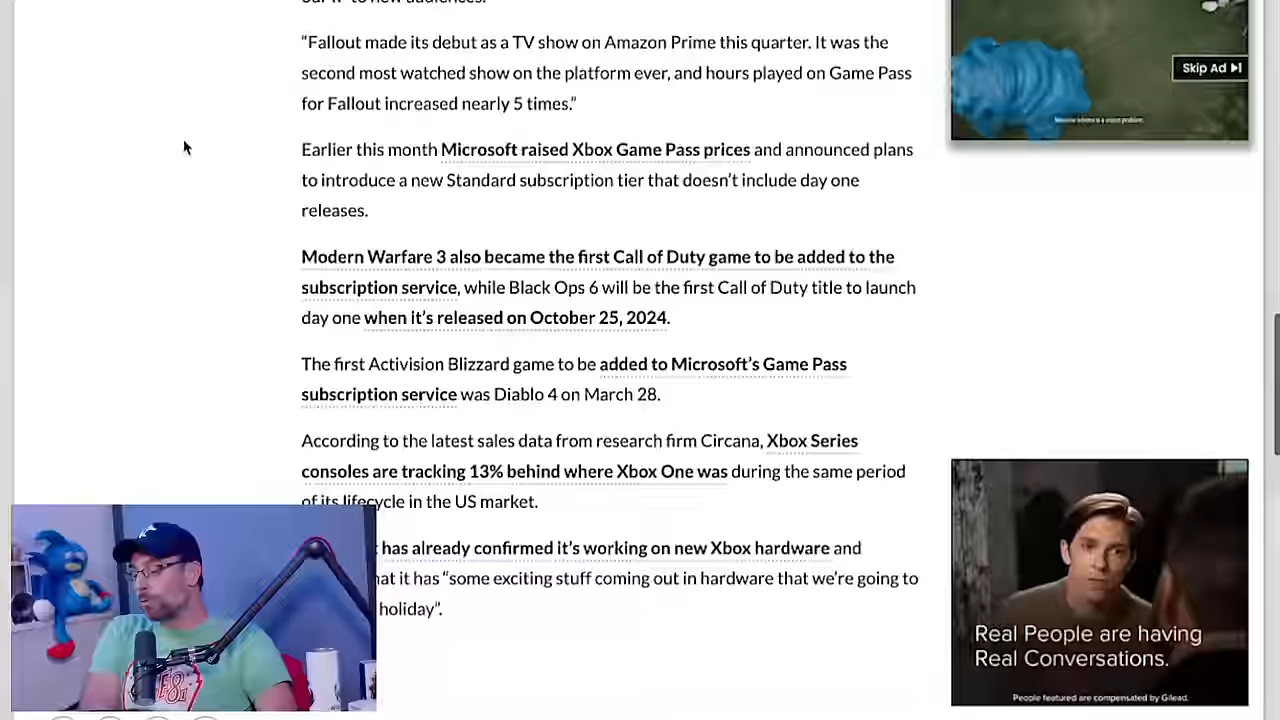 "Fallout made its debut as a TV show on Amazon Prime this quarter. It was the
second most watched show on the platform ever, and hours played on Game Pass
for Fallout increased nearly 5 times."
Earlier this month Microsoft raised Xbox Game Pass prices and announced plans
to introduce a new Standard subscription tier that doesn't include day one
releases.
Modern Warfare 3 also became the first Call of Duty game to be added to the
subscription service, while Black Ops 6 will be the first Call of Duty title to launch
day one when it's released on October 25, 2024.
The first Activision Blizzard game to be added to Microsoft's Game Pass
subscription service was Diablo 4 on March 28.
According to the latest sales data from research firm Circana, Xbox Series
consoles are tracking 13% behind where Xbox One was during the same period
of its lifecycle in the US market.
has already confirmed it's working on new Xbox hardware and
it has "some exciting stuff coming out in hardware that we're going to
holiday".
Skip Ad
Real People are having
Real Conversations.
People featured are compensated by Gilead.